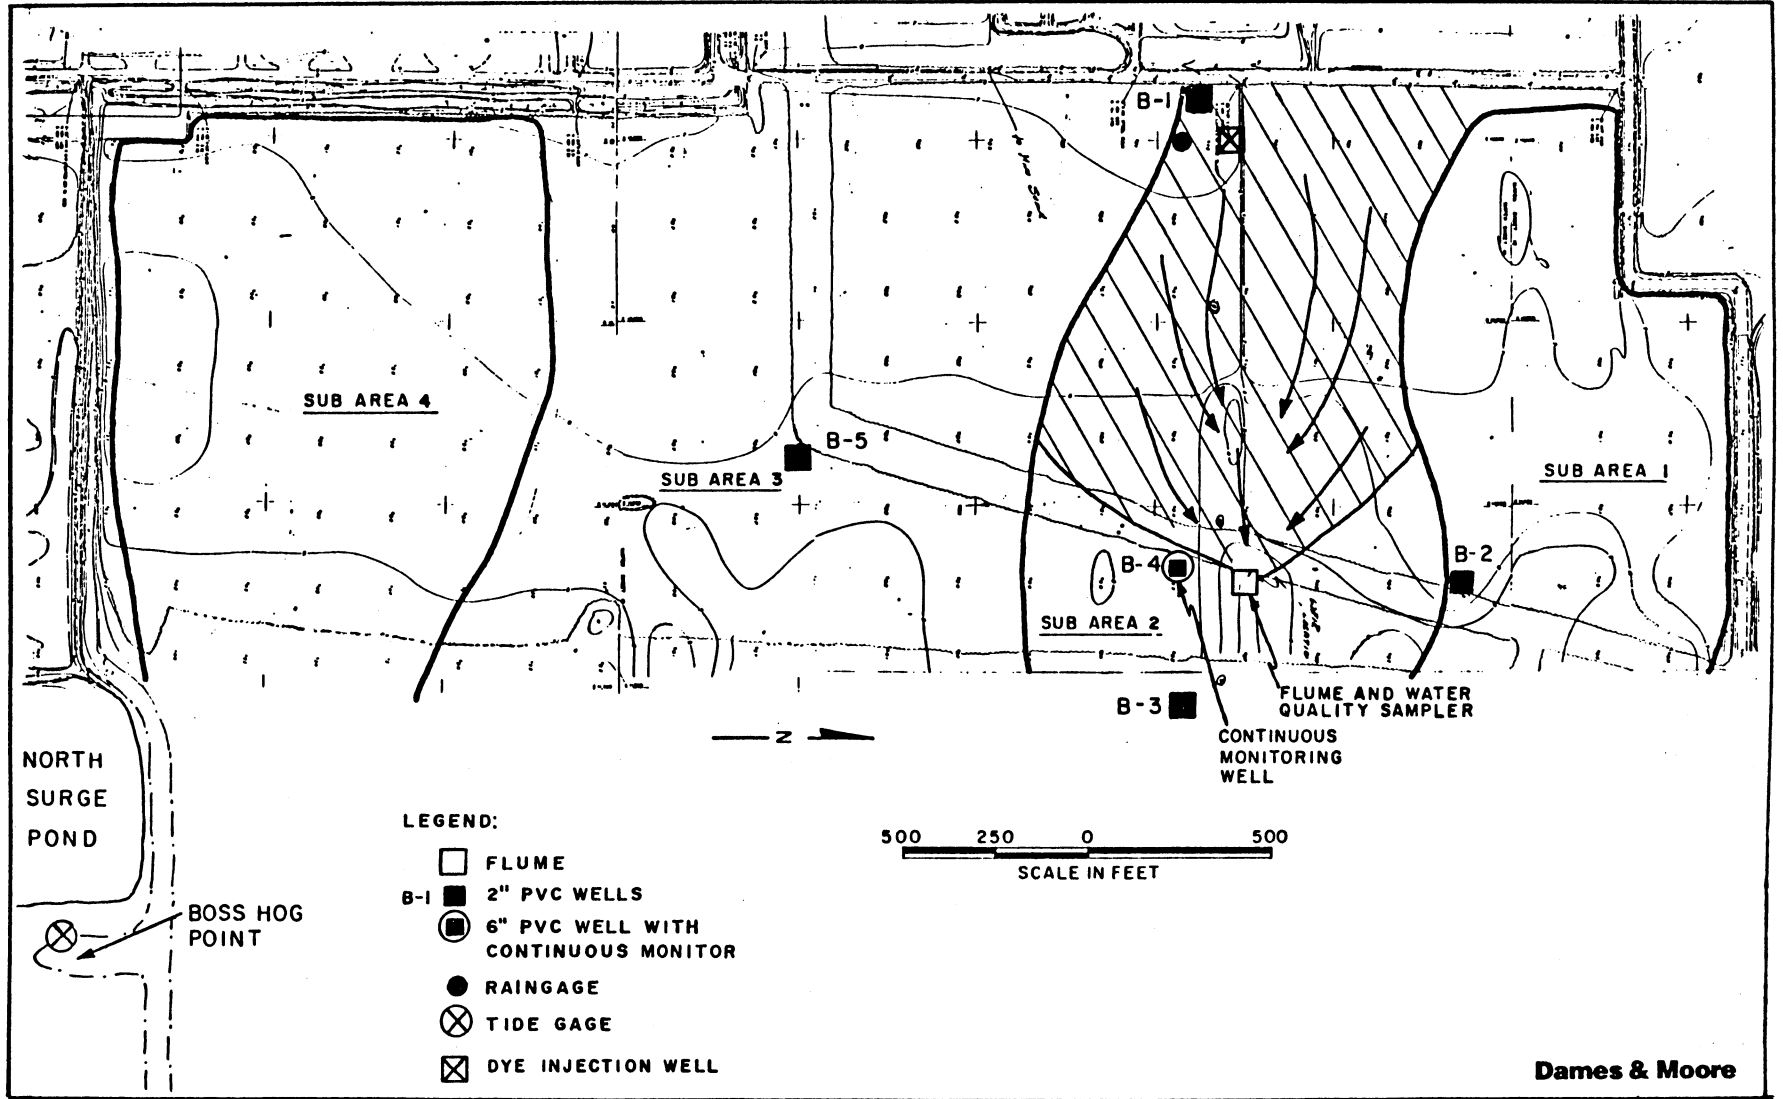 B-1
SUB AREA 4
B-5
SUB AREA 3
SUB AREA 1
B-4
B-2
SUB AREA 2
B-3
FLUME AND WATER
QUALITY SAMPLER
CONTINUOUS
MONITORING
WELL
N
NORTH
SURGE
POND
BOSS HOG
POINT
LEGEND:
FLUME
B-1 2" PVC WELLS
6" PVC WELL WITH
CONTINUOUS MONITOR
RAINGAGE
TIDE GAGE
DYE INJECTION WELL
500 250 0 500
SCALE IN FEET
Dames & Moore